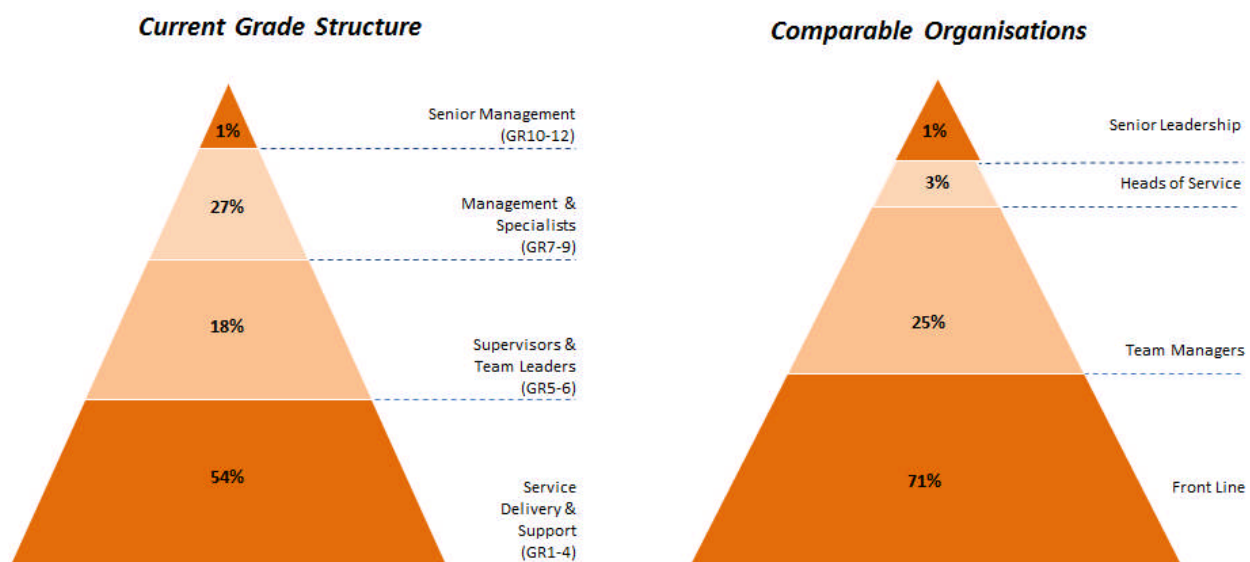 Current Grade Structure
Senior Management
(GR10-12)
1%
Management &
Specialists
(GR7-9)
27%
Supervisors &
Team Leaders
(GR5-6)
18%
Service
Delivery &
Support
(GR1-4)
54%
Comparable Organisations
1%
Senior Leadership
3%
Heads of Service
25%
Team Managers
71%
Front Line